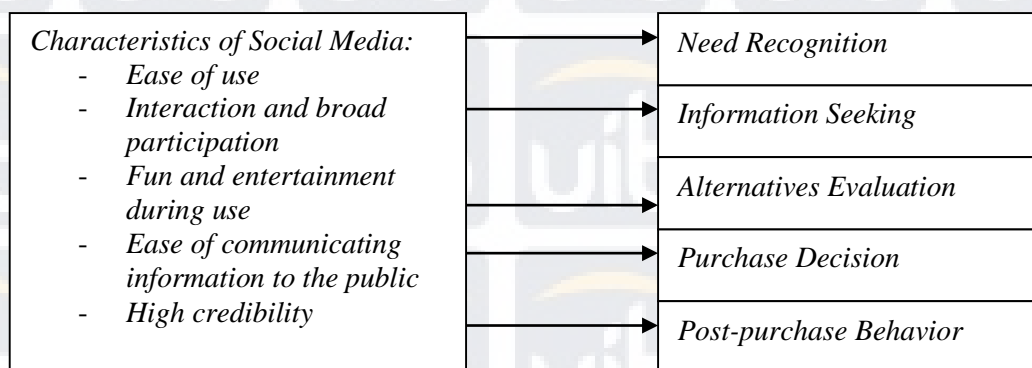 Characteristics of Social Media:
- Ease of use
- Interaction and broad
participation
- Fun and entertainment
during use
- Ease of communicating
information to the public
- High credibility
Need Recognition
Information Seeking
Alternatives Evaluation
Purchase Decision
Post-purchase Behavior